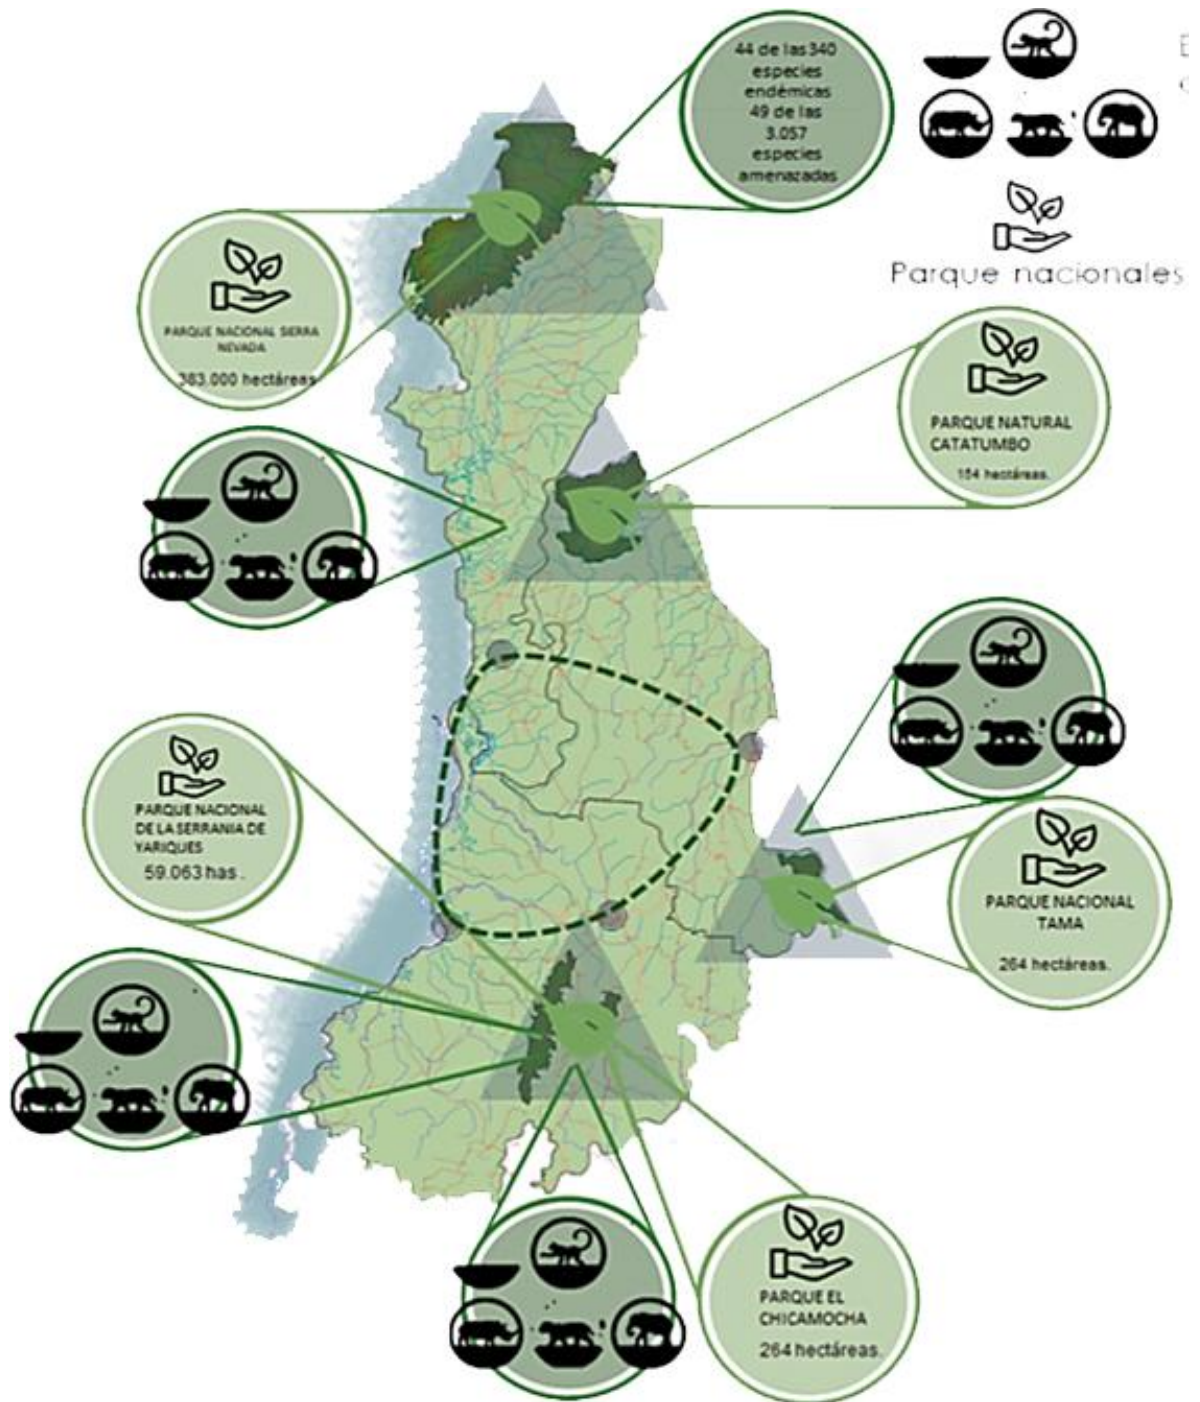 44 de las 340
especies
endémicas
49 de las
3.057
especies
amenazadas
Parque nacionales
PARQUE NACIONAL SIERRA
NEVADA
383.000 hectáreas
PARQUE NATURAL
CATATUMBO
164 hectáreas.
PARQUE NACIONAL
DE LA SERRANIA DE
YARIQUES
59.063 has .
PARQUE NACIONAL
TAMA
264 hectáreas.
PARQUE EL
CHICAMOCHA
264 hectáreas.